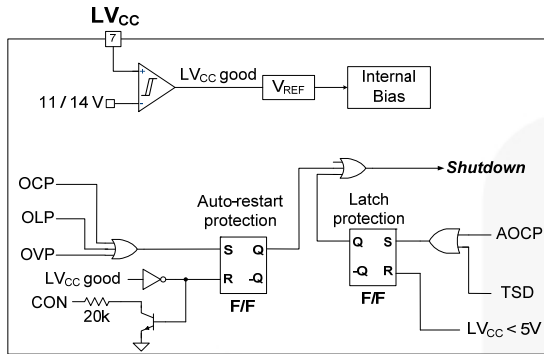 LVCC
7
+
-
LVCC good
VREF
Internal
Bias
11 / 14 V
Shutdown
OCP
OLP
OVP
Auto-restart
protection
S Q
R -Q
F/F
Latch
protection
Q S
-Q R
F/F
AOCP
TSD
LVCC good
CON
20k
LVCC < 5V